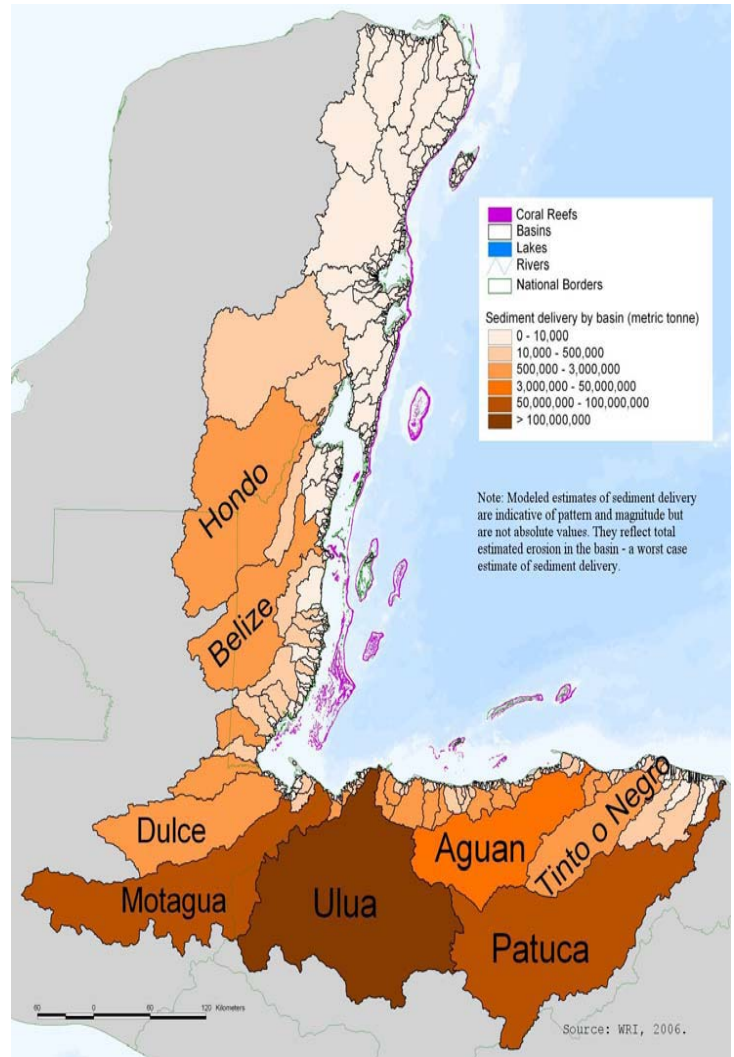 Coral Reefs
Basins
Lakes
Rivers
National Borders
Sediment delivery by basin (metric tonne)
0 - 10,000
10,000 - 500,000
500,000 - 3,000,000
3,000,000 - 50,000,000
50,000,000 - 100,000,000
> 100,000,000
Note: Modeled estimates of sediment delivery
are indicative of pattern and magnitude but
are not absolute values. They reflect total
estimated erosion in the basin - a worst case
estimate of sediment delivery.
Hondo
Belize
Dulce
Motagua
Ulua
Aguan
Tinto o Negro
Patuca
60 0 60 120 Kilometers
Source: WRI, 2006.